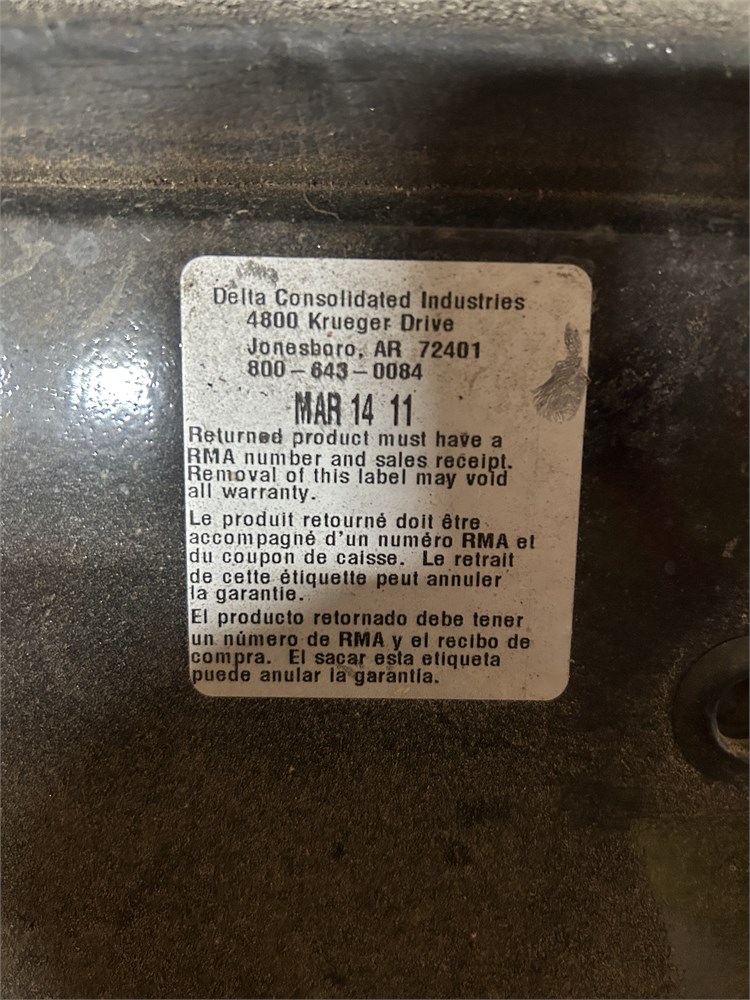 Delta Consolidated Industries
4800 Krueger Drive
Jonesboro, AR 72401
800-643-0084
MAR 14 11
Returned product must have a
RMA number and sales receipt.
Removal of this label may void
all warranty.
Le produit retourné doit être
accompagné d'un numéro RMA et
du coupon de caisse. Le retrait
de cette étiquette peut annuler
la garantie.
El producto retornado debe tener
un número de RMA y el recibo de
compra. El sacar esta etiqueta
puede anular la garantía.